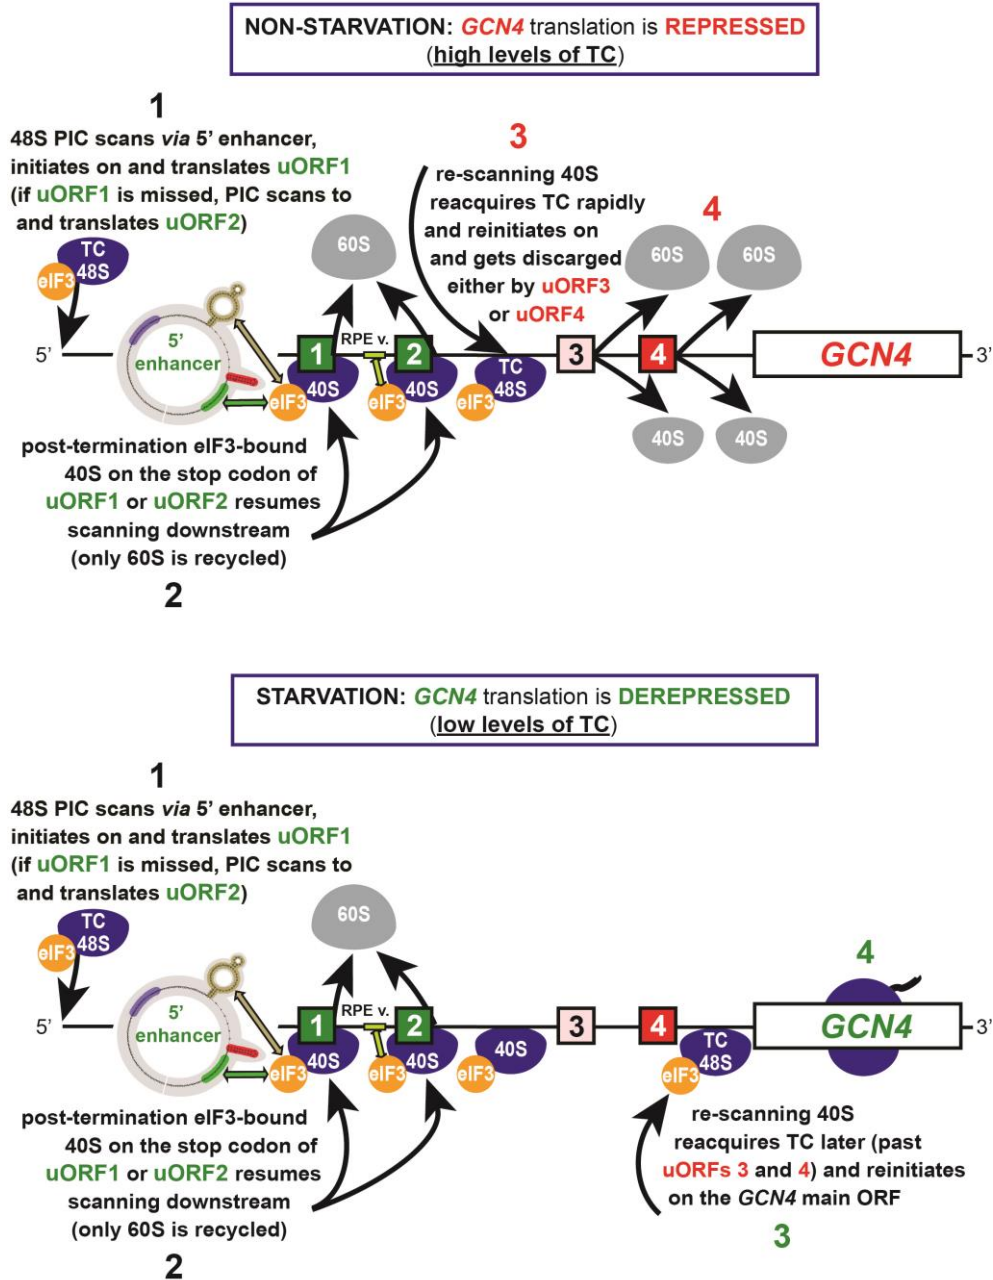 NON-STARVATION: GCN4 translation is REPRESSED
(high levels of TC)
1
48S PIC scans via 5' enhancer,
initiates on and translates uORF1
(if uORF1 is missed, PIC scans to
and translates uORF2)
3
re-scanning 40S
reacquires TC rapidly
and reinitiates on
and gets discarged
either by uORF3
or uORF4
4
TC
48S
eIF3
60S
60S
60S
5'
5'
enhancer
1
RPE v.
2
3
4
GCN4
3'
eIF3
40S
eIF3
40S
eIF3
TC
48S
40S
40S
post-termination eIF3-bound
40S on the stop codon of
uORF1 or uORF2 resumes
scanning downstream
(only 60S is recycled)
2
STARVATION: GCN4 translation is DEREPRESSED
(low levels of TC)
1
48S PIC scans via 5' enhancer,
initiates on and translates uORF1
(if uORF1 is missed, PIC scans to
and translates uORF2)
TC
48S
eIF3
60S
4
5'
5'
enhancer
1
RPE v.
2
3
4
GCN4
3'
eIF3
40S
eIF3
40S
eIF3
40S
eIF3
TC
48S
post-termination eIF3-bound
40S on the stop codon of
uORF1 or uORF2 resumes
scanning downstream
(only 60S is recycled)
2
re-scanning 40S
reacquires TC later (past
uORFs 3 and 4) and reinitiates
on the GCN4 main ORF
3